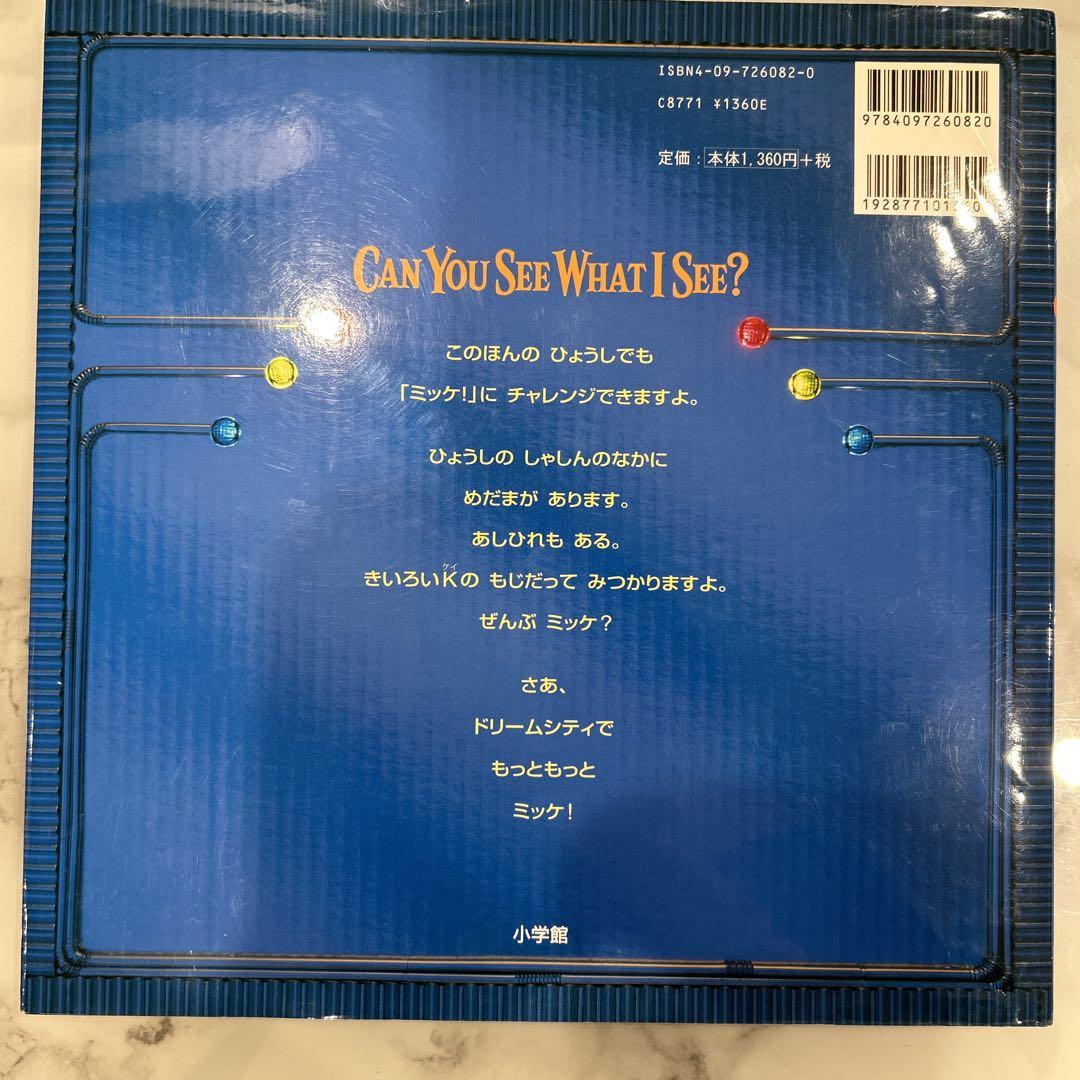 ISBN4-09-726082-0
C8771 ¥1360E
9784097260820
定価：本体1,360円+税
CAN YOU SEE WHAT I SEE?
このほんの ひょうしでも
「ミッケ!」に チャレンジできますよ。
ひょうしの しゃしんのなかに
めだまが あります。
あしひれも ある。
ケイ
きいろいKの もじだって みつかりますよ。
ぜんぶ ミッケ？
さあ、
ドリームシティで
もっともっと
ミッケ！
小学館